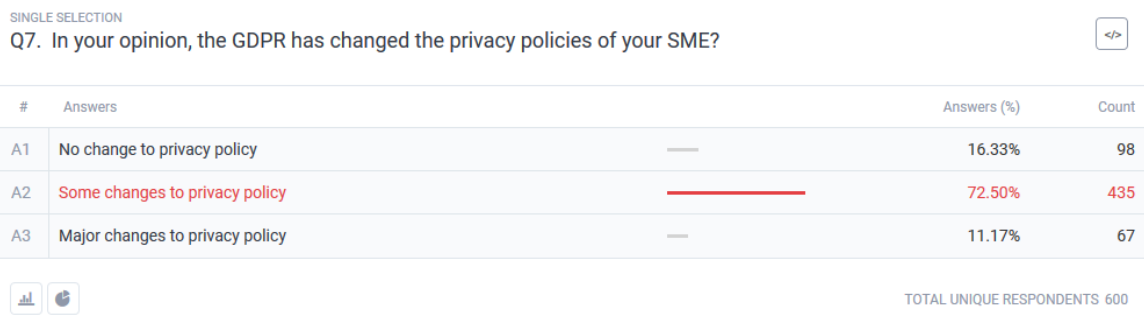 SINGLE SELECTION
Q7. In your opinion, the GDPR has changed the privacy policies of your SME?
</>
# Answers Answers (%) Count
A1 No change to privacy policy 16.33% 98
A2 Some changes to privacy policy 72.50% 435
A3 Major changes to privacy policy 11.17% 67
TOTAL UNIQUE RESPONDENTS 600